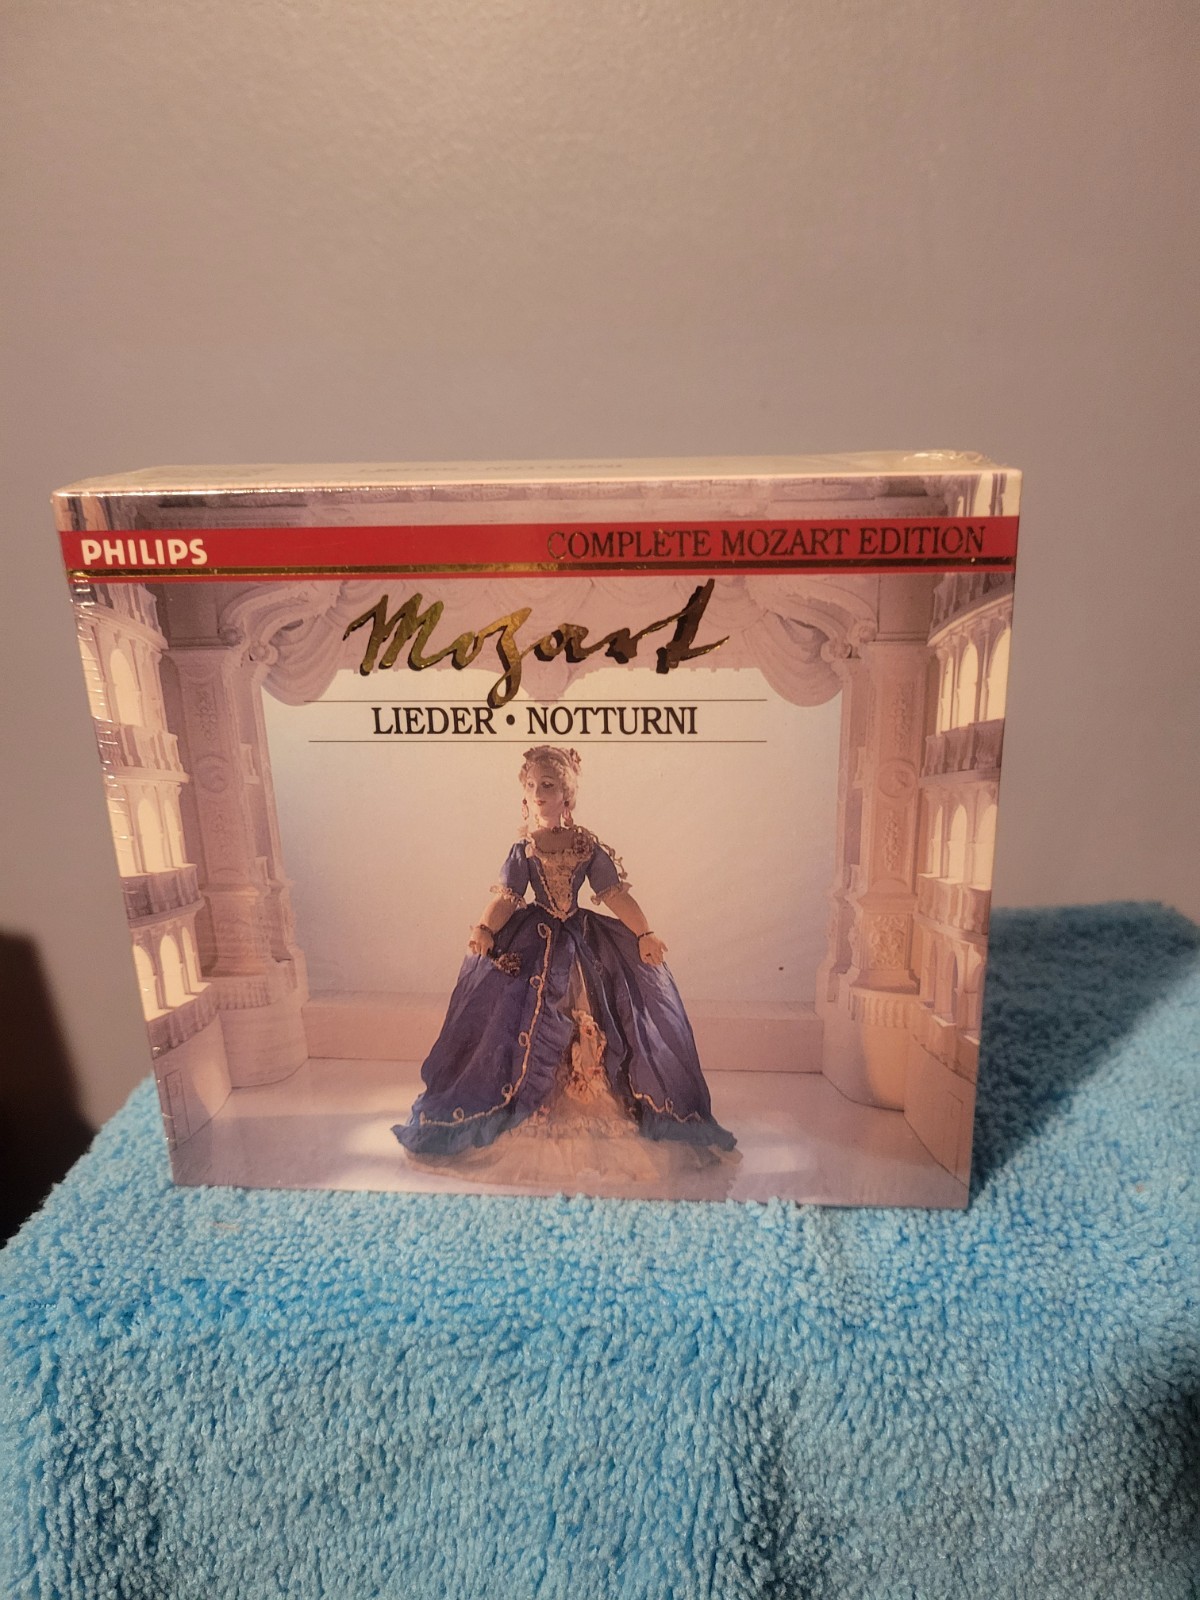 PHILIPS
COMPLETE MOZART EDITION
Mozart
LIEDER • NOTTURNI